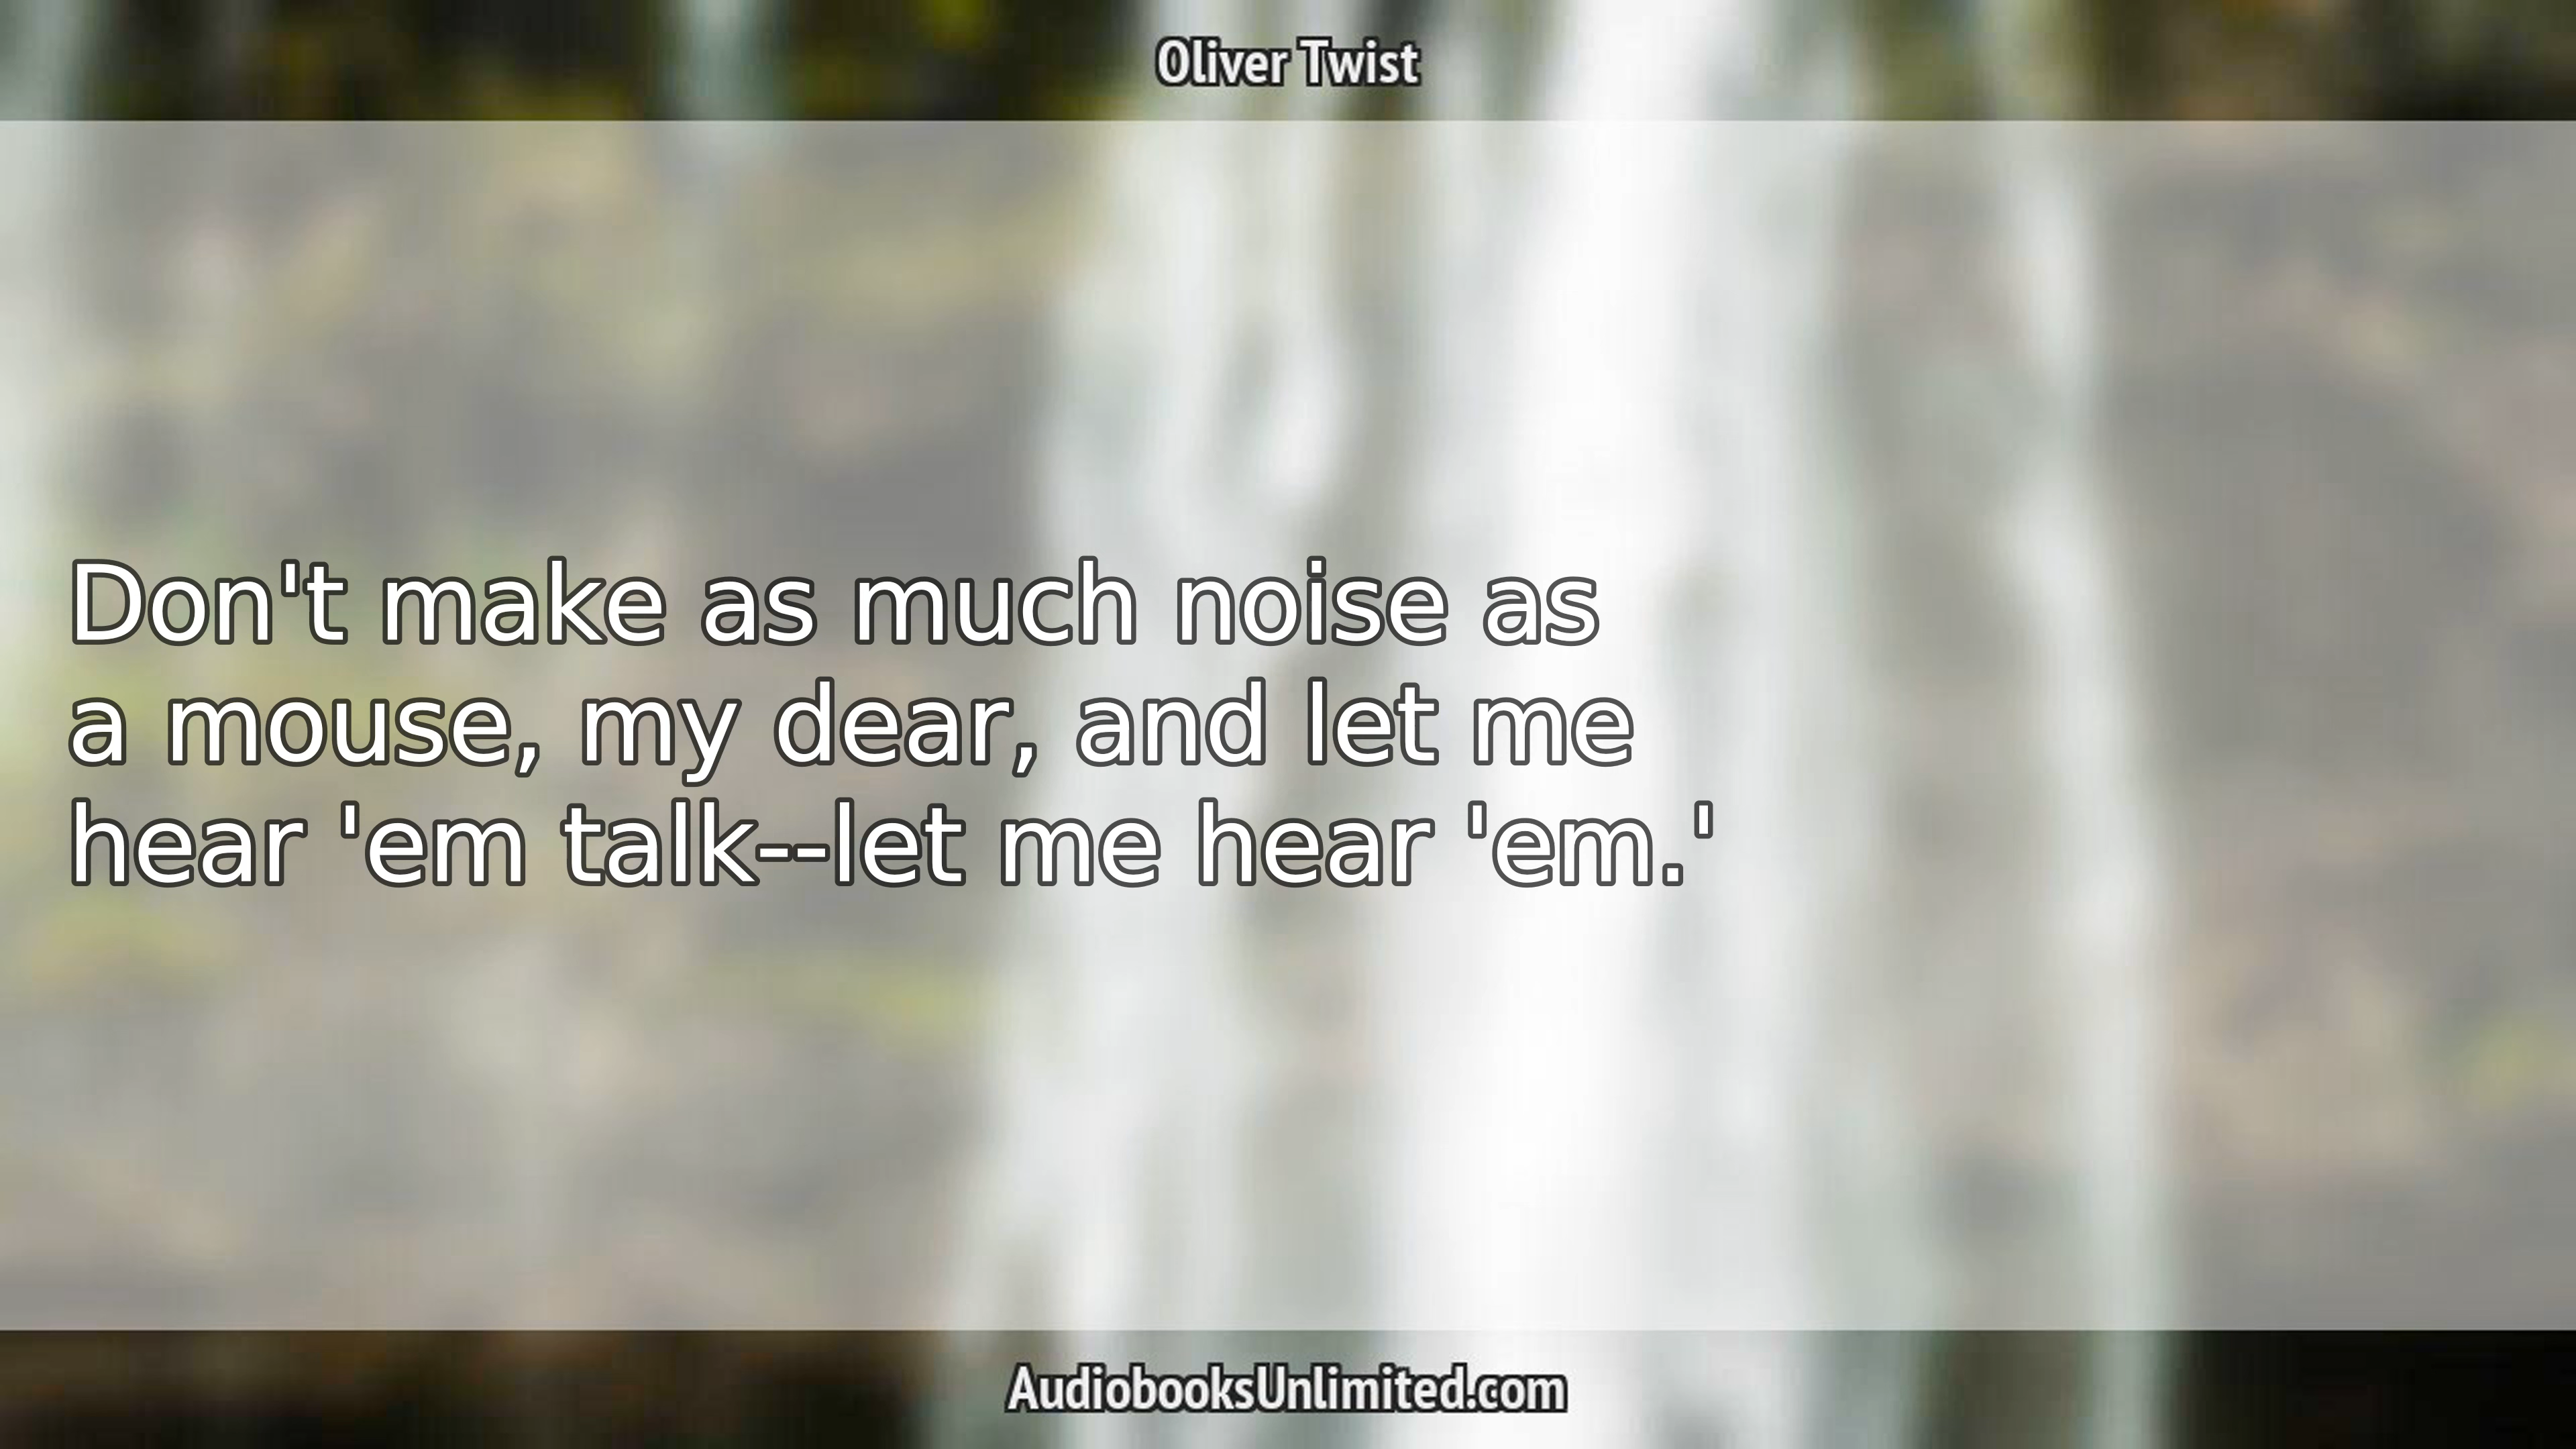 Oliver Twist
Don't make as much noise as
a mouse, my dear, and let me
hear 'em talk--let me hear 'em.'
AudiobooksUnlimited.com